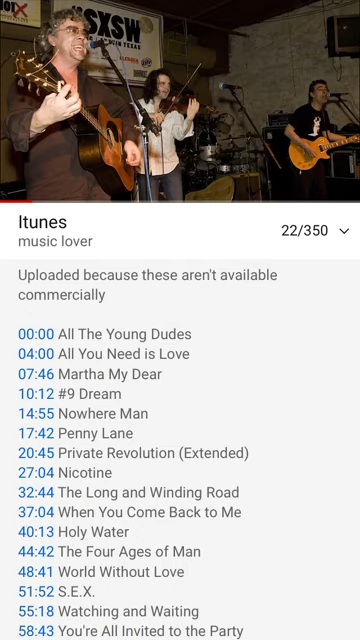 SXSW
Itunes
22/350
music lover
Uploaded because these aren't available
commercially
00:00 All The Young Dudes
04:00 All You Need is Love
07:46 Martha My Dear
10:12 #9 Dream
14:55 Nowhere Man
17:42 Penny Lane
20:45 Private Revolution (Extended)
27:04 Nicotine
32:44 The Long and Winding Road
37:04 When You Come Back to Me
40:13 Holy Water
44:42 The Four Ages of Man
48:41 World Without Love
51:52 S.E.X.
55:18 Watching and Waiting
58:43 You're All Invited to the Party